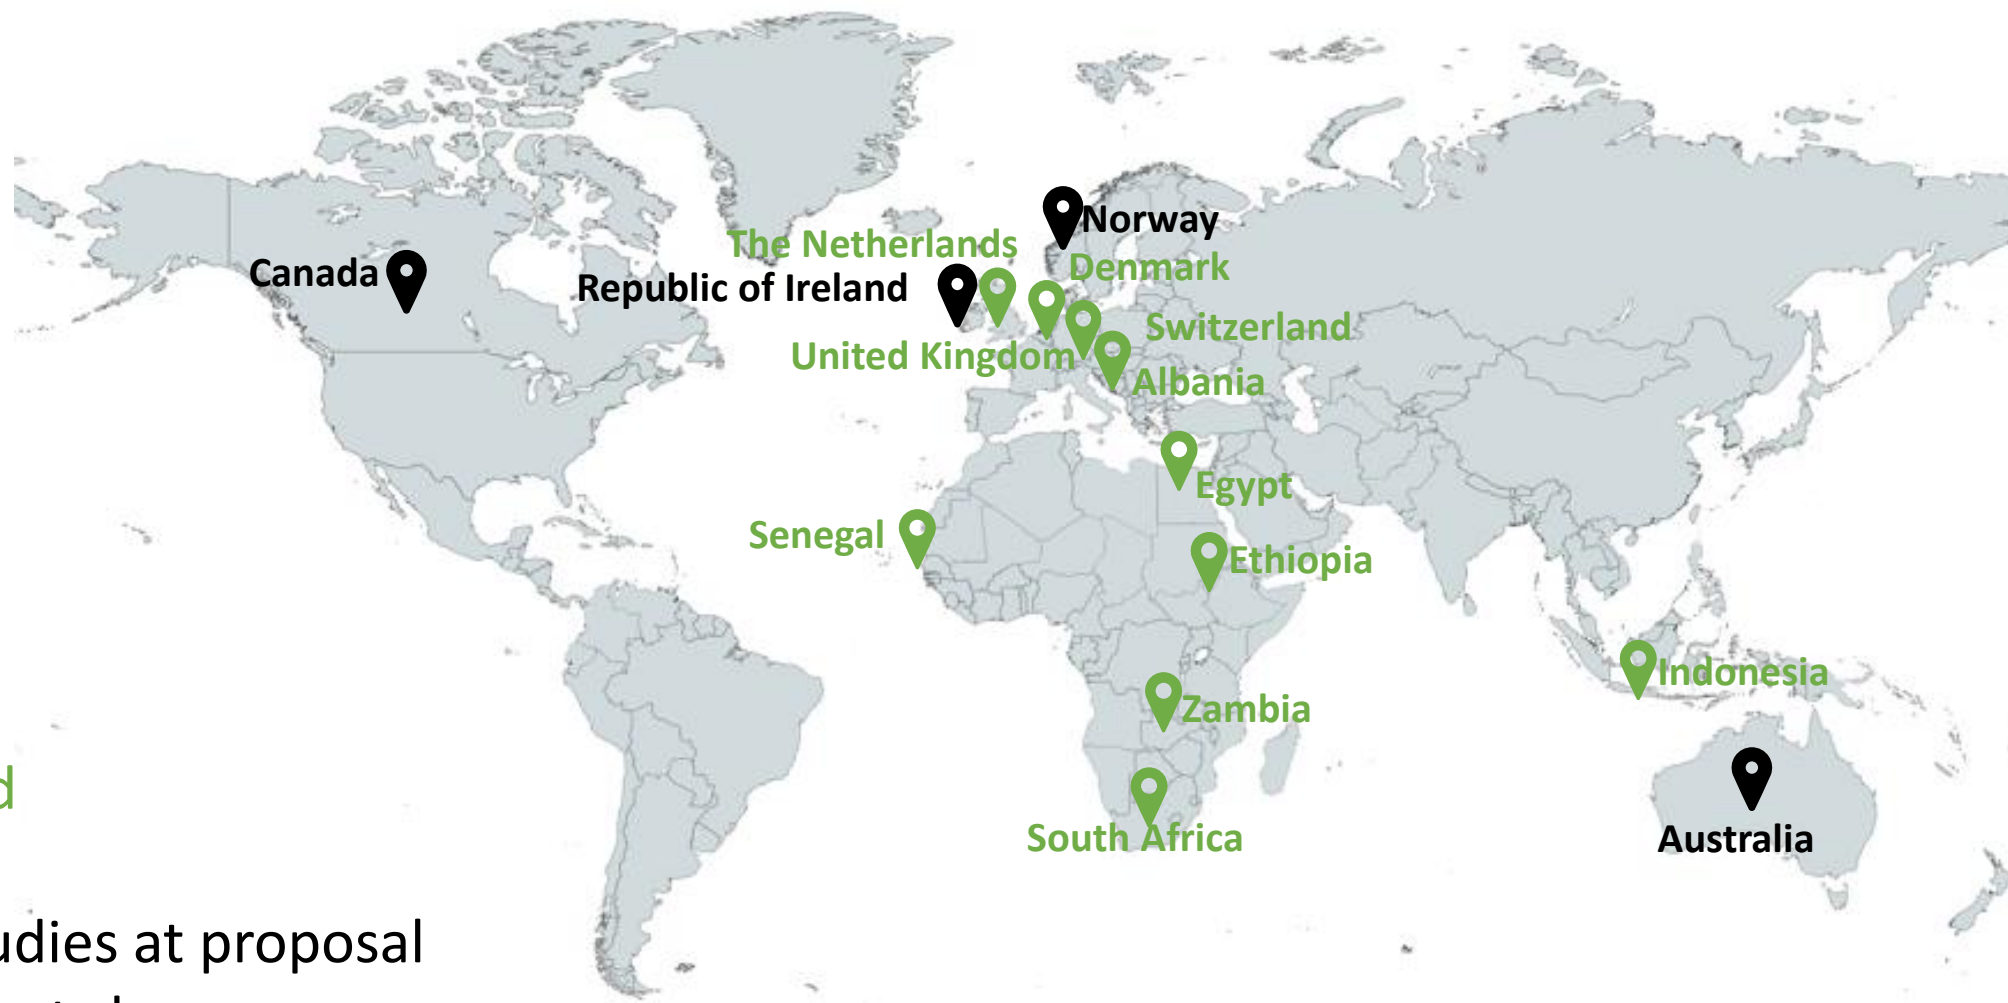 Norway
The Netherlands
Denmark
Canada
Republic of Ireland
Switzerland
United Kingdom
Albania
Egypt
Senegal
Ethiopia
Indonesia
Zambia
South Africa
Australia
at proposal